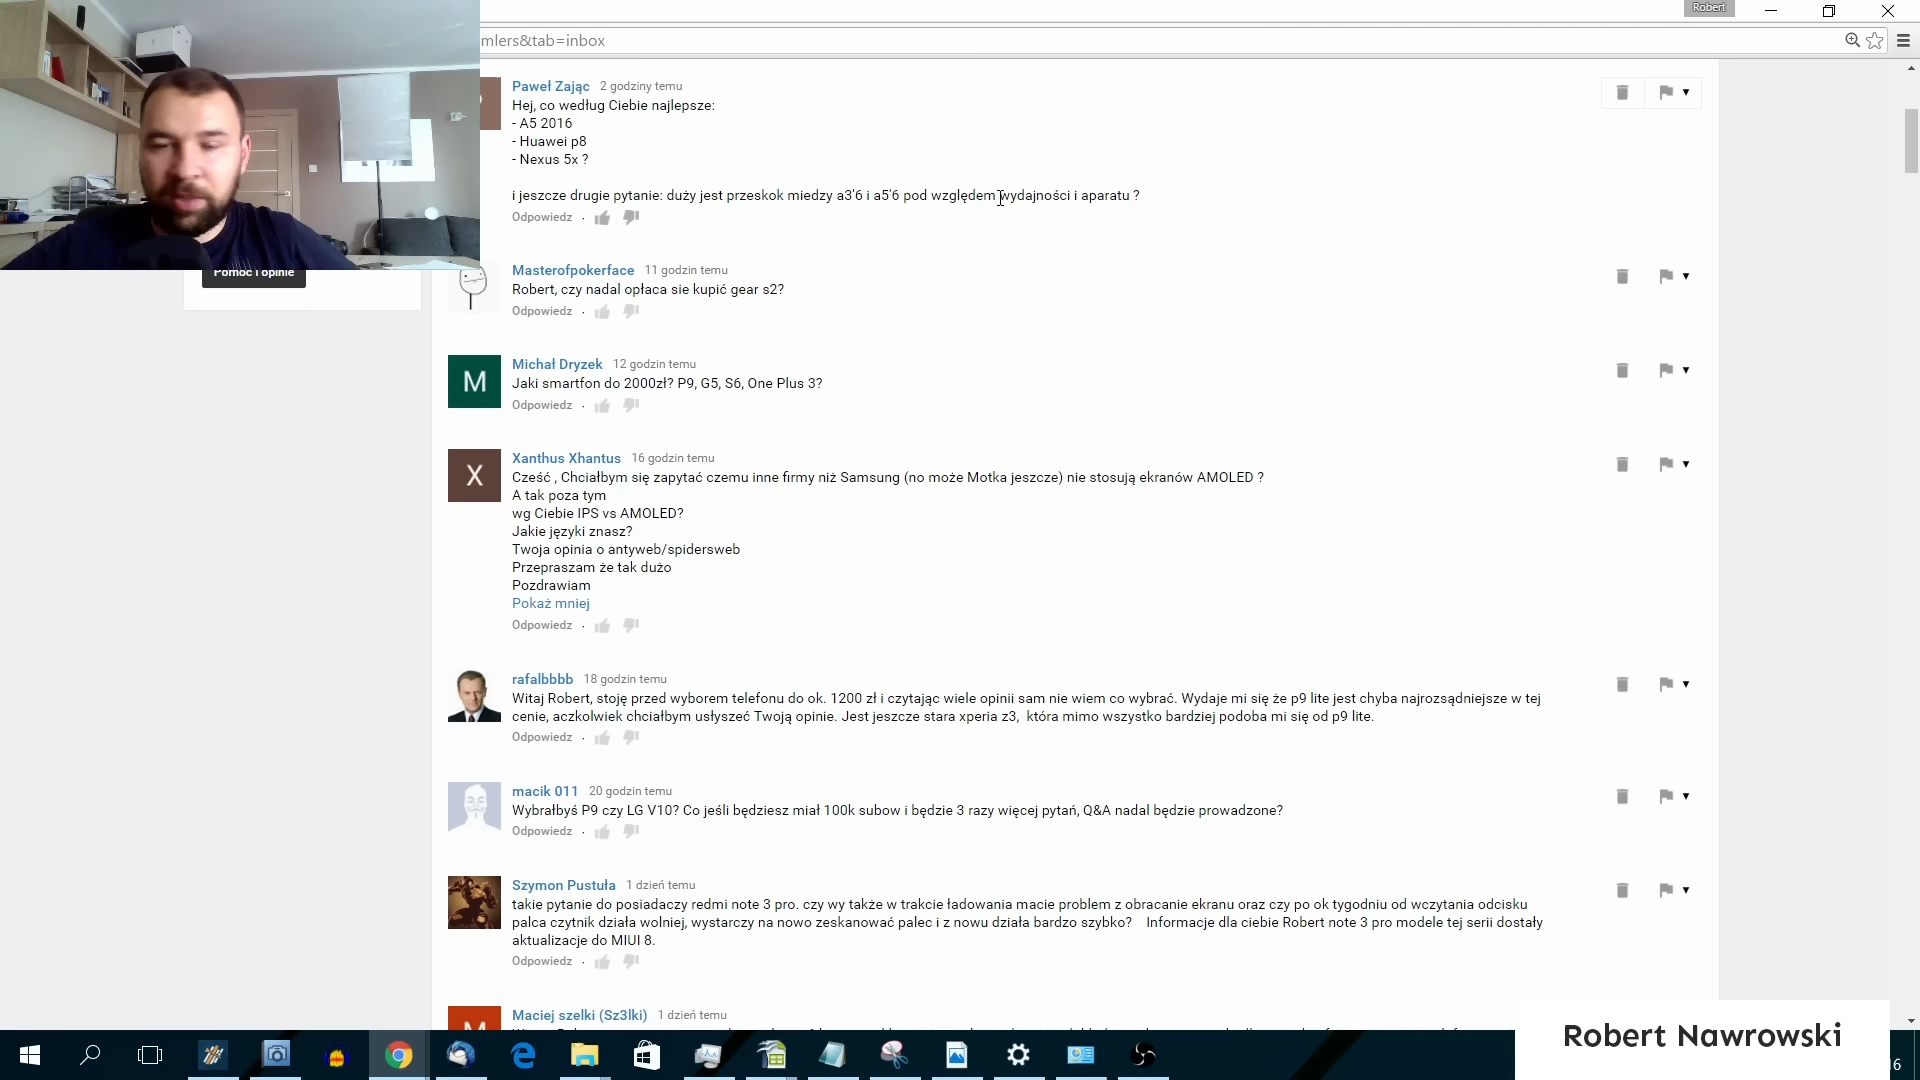 Robert
mlers&tab=inbox
Paweł Zając 2 godziny temu
Hej, co według Ciebie najlepsze:
- A5 2016
- Huawei p8
- Nexus 5x ?
i jeszcze drugie pytanie: duży jest przeskok miedzy a3'6 i a5'6 pod względem wydajności i aparatu ?
Odpowiedz ·
Pomoc i opinie
Masterofpokerface 11 godzin temu
Robert, czy nadal opłaca sie kupić gear s2?
Odpowiedz ·
M
Michał Dryzek 12 godzin temu
Jaki smartfon do 2000zł? P9, G5, S6, One Plus 3?
Odpowiedz ·
X
Xanthus Xhantus 16 godzin temu
Cześć , Chciałbym się zapytać czemu inne firmy niż Samsung (no może Motka jeszcze) nie stosują ekranów AMOLED ?
A tak poza tym
wg Ciebie IPS vs AMOLED?
Jakie języki znasz?
Twoja opinia o antyweb/spidersweb
Przepraszam że tak dużo
Pozdrawiam
Pokaż mniej
Odpowiedz ·
rafalbbbb 18 godzin temu
Witaj Robert, stoję przed wyborem telefonu do ok. 1200 zł i czytając wiele opinii sam nie wiem co wybrać. Wydaje mi się że p9 lite jest chyba najrozsądniejsze w tej
cenie, aczkolwiek chciałbym usłyszeć Twoją opinie. Jest jeszcze stara xperia z3, która mimo wszystko bardziej podoba mi się od p9 lite.
Odpowiedz ·
macik 011 20 godzin temu
Wybrałbyś P9 czy LG V10? Co jeśli będziesz miał 100k subow i będzie 3 razy więcej pytań, Q&A nadal będzie prowadzone?
Odpowiedz ·
Szymon Pustuła 1 dzień temu
takie pytanie do posiadaczy redmi note 3 pro. czy wy także w trakcie ładowania macie problem z obracanie ekranu oraz czy po ok tygodniu od wczytania odcisku
palca czytnik działa wolniej, wystarczy na nowo zeskanować palec i z nowu działa bardzo szybko? Informacje dla ciebie Robert note 3 pro modele tej serii dostały
aktualizacje do MIUI 8.
Odpowiedz ·
Maciej szelki (Sz3lki) 1 dzień temu
Robert Nawrowski
16